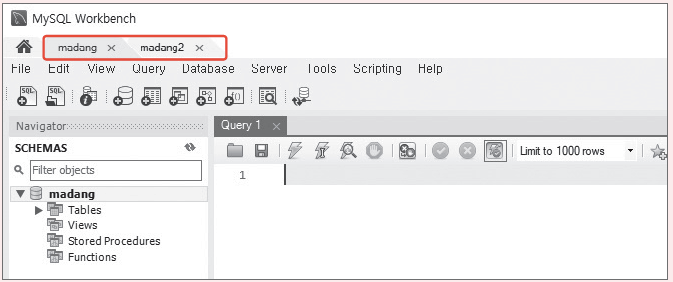 MySQL Workbench
madang × madang2 ×
File Edit View Query Database Server Tools Scripting Help
Navigator
Query 1 ×
SCHEMAS
Limit to 1000 rows
Filter objects
1
madang
Tables
Views
Stored Procedures
Functions